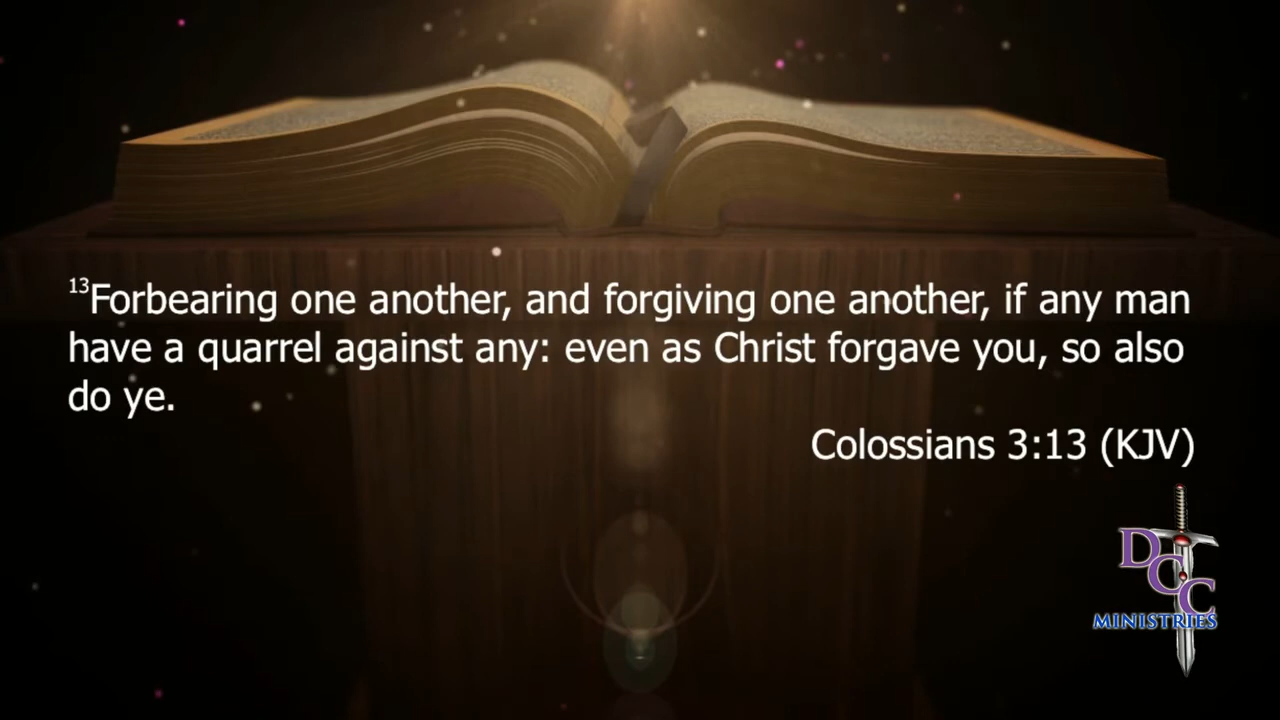 ¹³Forbearing one another, and forgiving one another, if any man
have a quarrel against any: even as Christ forgave you, so also
do ye.
Colossians 3:13 (KJV)
DCC
MINISTRIES